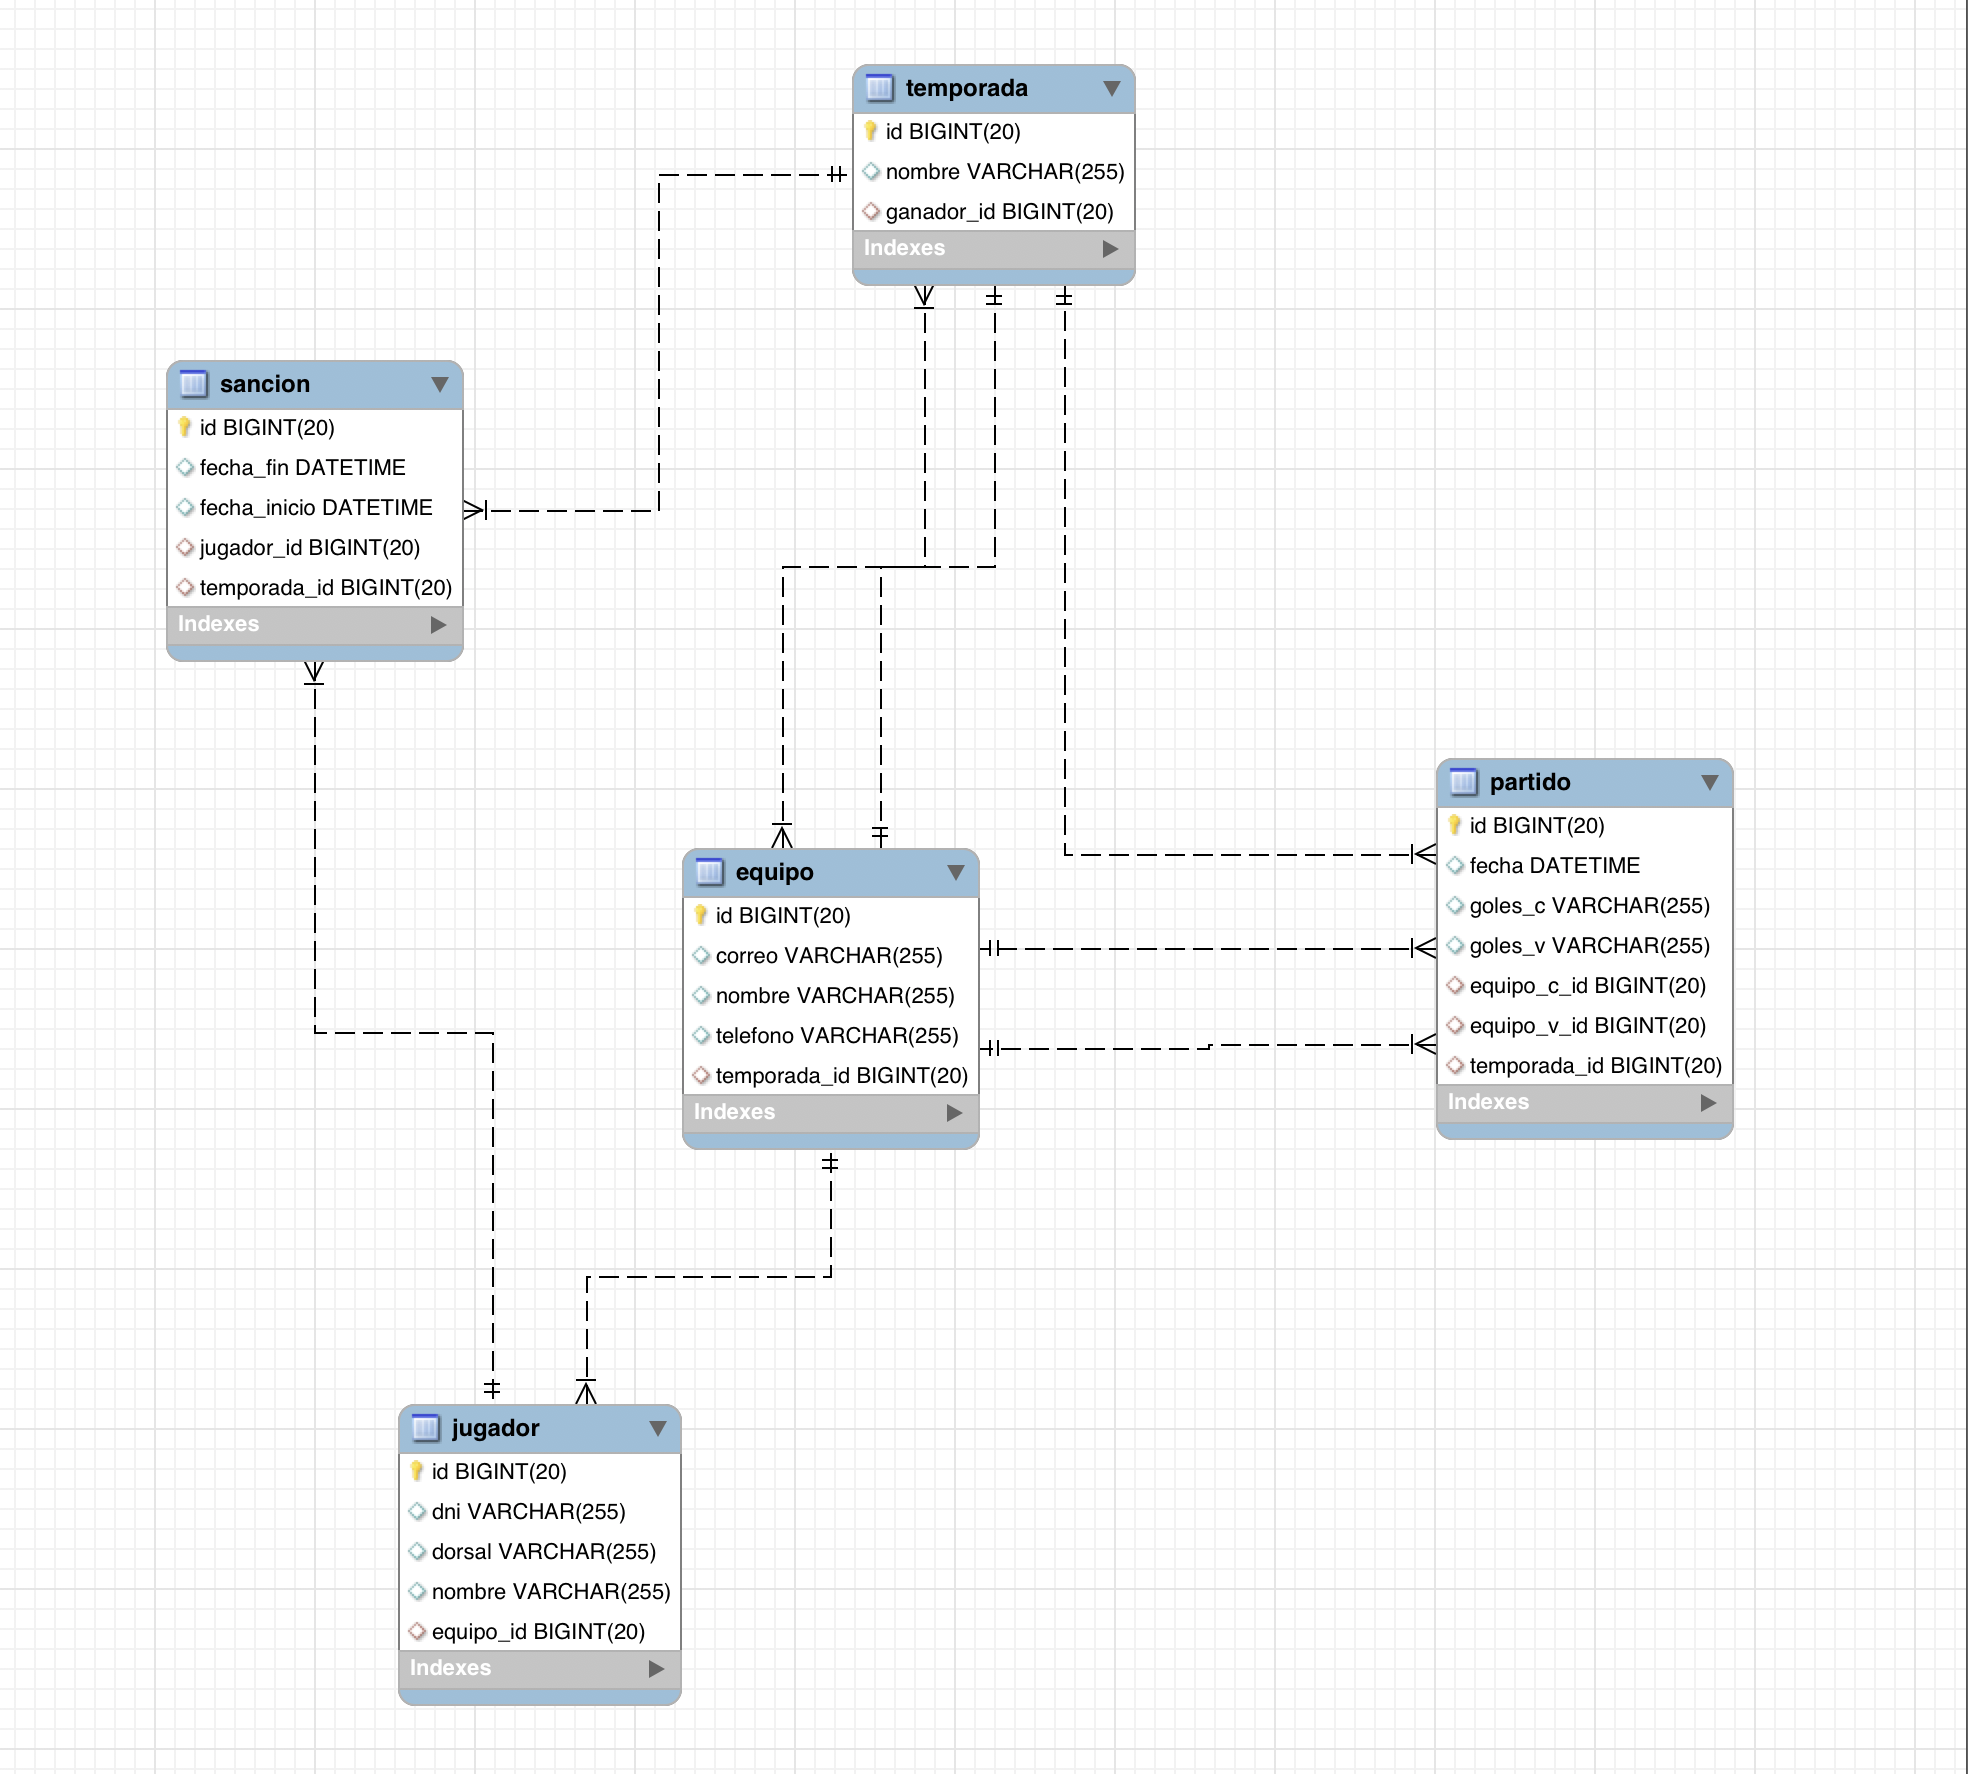 temporada
id BIGINT(20)
nombre VARCHAR(255)
ganador_id BIGINT(20)
Indexes
sancion
id BIGINT(20)
fecha_fin DATETIME
fecha_inicio DATETIME
jugador_id BIGINT(20)
temporada_id BIGINT(20)
Indexes
partido
id BIGINT(20)
fecha DATETIME
goles_c VARCHAR(255)
goles_v VARCHAR(255)
equipo_c_id BIGINT(20)
equipo_v_id BIGINT(20)
temporada_id BIGINT(20)
Indexes
equipo
id BIGINT(20)
correo VARCHAR(255)
nombre VARCHAR(255)
telefono VARCHAR(255)
temporada_id BIGINT(20)
Indexes
jugador
id BIGINT(20)
dni VARCHAR(255)
dorsal VARCHAR(255)
nombre VARCHAR(255)
equipo_id BIGINT(20)
Indexes